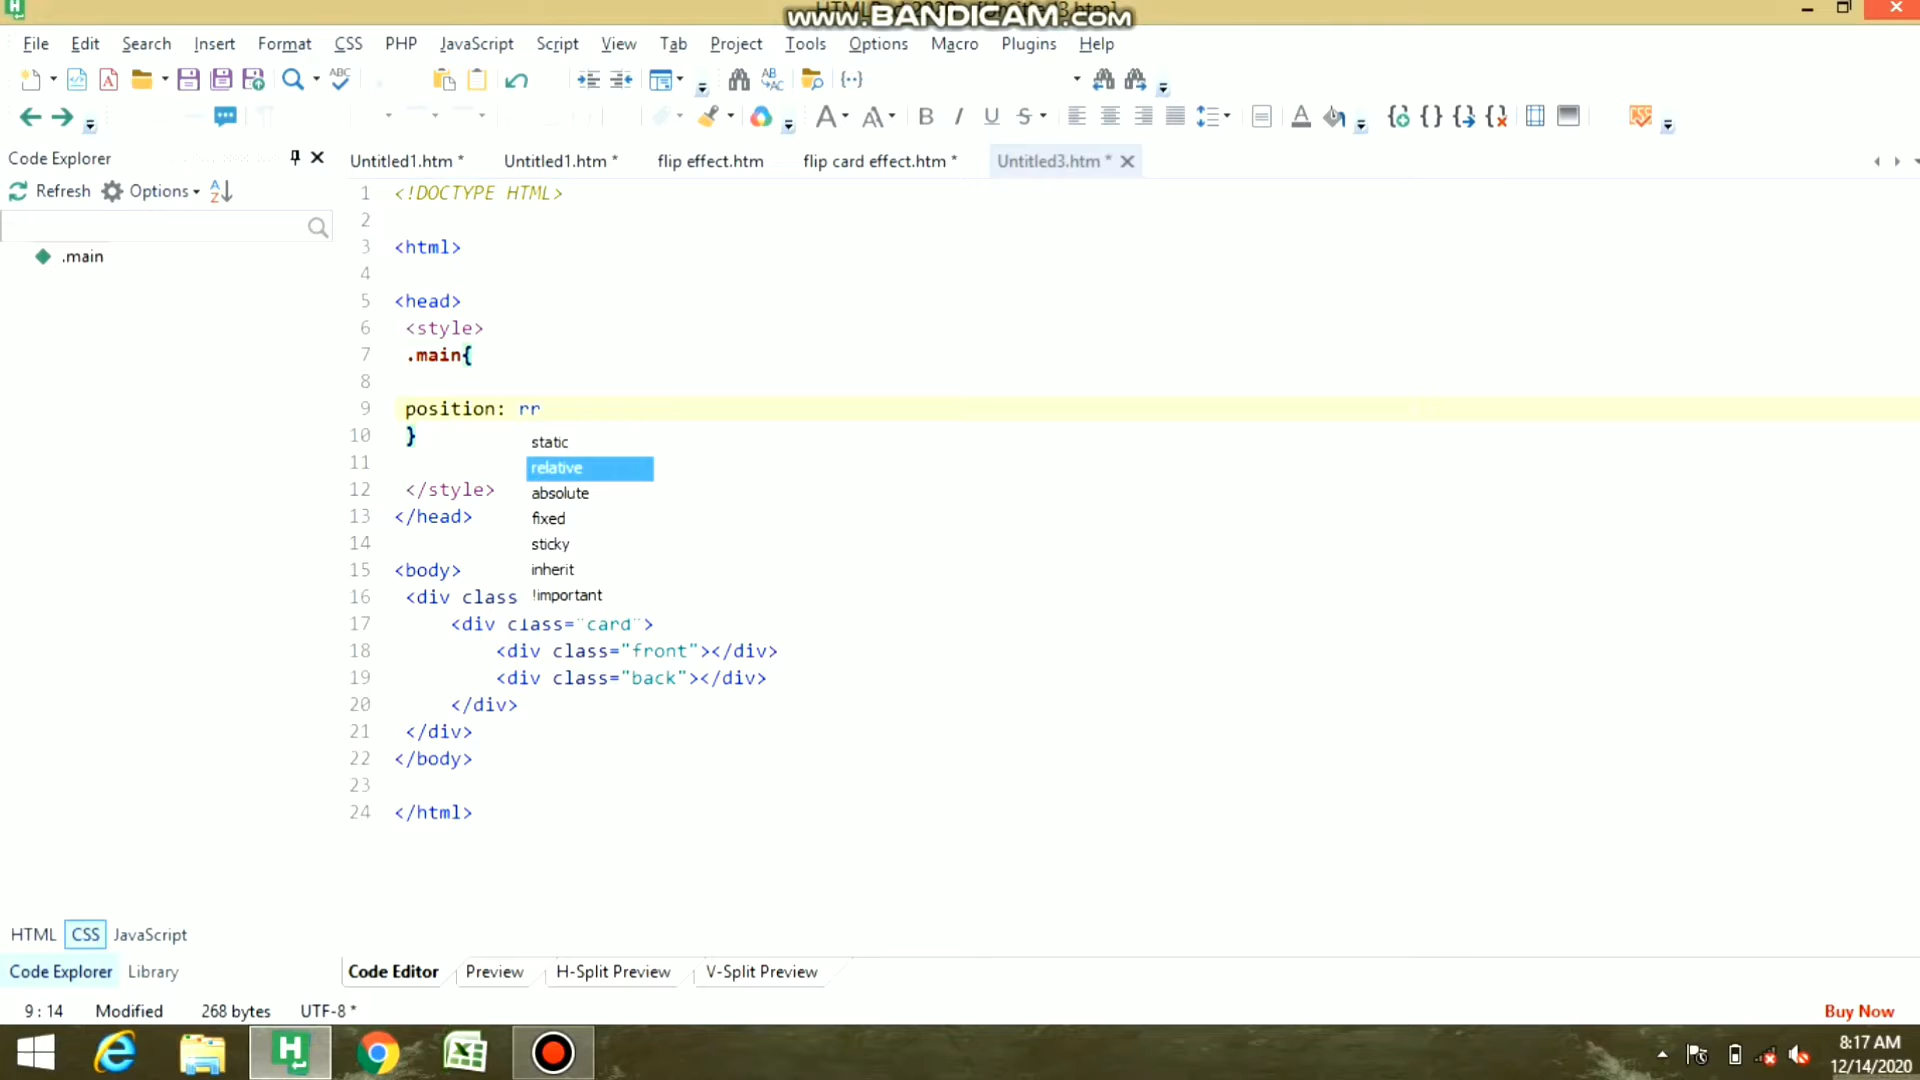 www.BANDICAM.com
File Edit Search Insert Format CSS PHP JavaScript Script View Tab Project Tools Options Macro Plugins Help
Code Explorer
Untitled1.htm * Untitled1.htm * flip effect.htm flip card effect.htm * Untitled3.htm *
Refresh Options
.main
1 <!DOCTYPE HTML>
2
3 <html>
4
5 <head>
6 <style>
7 .main{
8
9 position: rr
10 }
11
12 </style>
13 </head>
14
15 <body>
16 <div class
17 <div class="card">
18 <div class="front"></div>
19 <div class="back"></div>
20 </div>
21 </div>
22 </body>
23
24 </html>
static
relative
absolute
fixed
sticky
inherit
!important
HTML CSS JavaScript
Code Explorer Library
Code Editor Preview H-Split Preview V-Split Preview
9 : 14 Modified 268 bytes UTF-8 * Buy Now
8:17 AM
12/14/2020